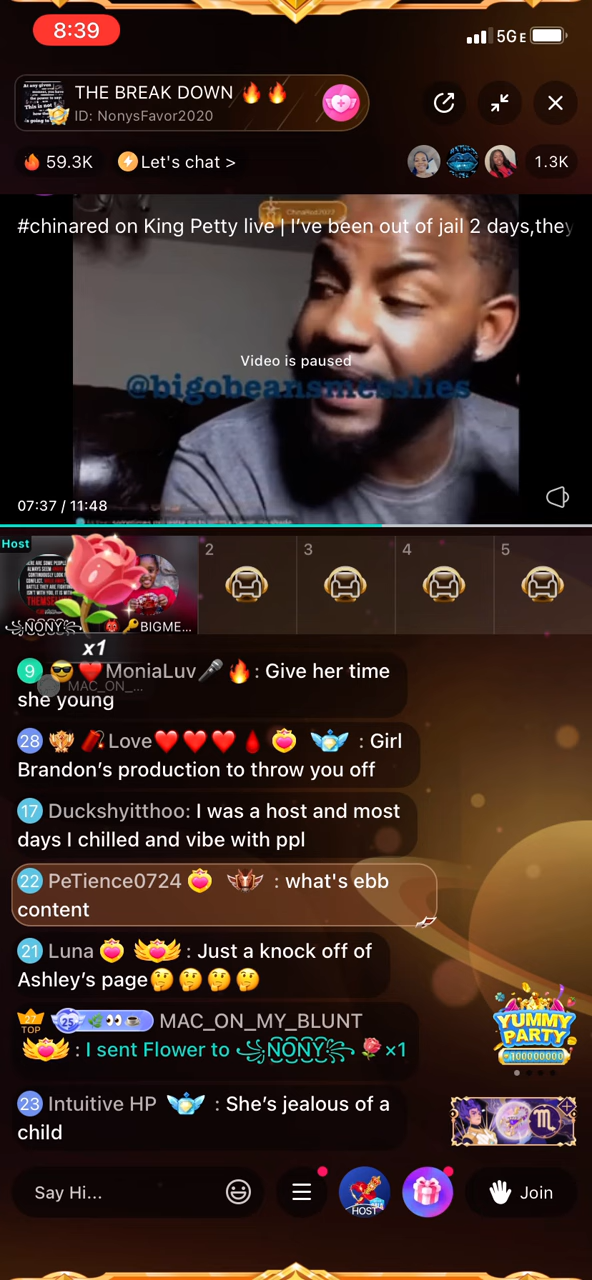 8:39
5GE
THE BREAK DOWN 🔥🔥
ID: NonysFavor2020
59.3K
Let's chat >
1.3K
ChinaRed7072
#chinared on King Petty live | I've been out of jail 2 days,they
Video is paused
@bigobeansmesslies
07:37 / 11:48
Host
2
3
4
5
꧁NONY꧂
BIGME...
x1
9 😎 ❤️MoniaLuv🎤 🔥 : Give her time
MAC_ON_...
she young
28 Love❤️❤️❤️🩸 : Girl
Brandon's production to throw you off
17 Duckshyitthoo: I was a host and most
days I chilled and vibe with ppl
22 PeTience0724 : what's ebb
content
21 Luna : Just a knock off of
Ashley's page🤔🤔🤔🤔
27
TOP
25 🌿👀☕ MAC_ON_MY_BLUNT
: I sent Flower to ꧁NONY꧂ 🌹×1
YUMMY
PARTY
100000000
23 Intuitive HP : She's jealous of a
child
Say Hi...
HOST
Join